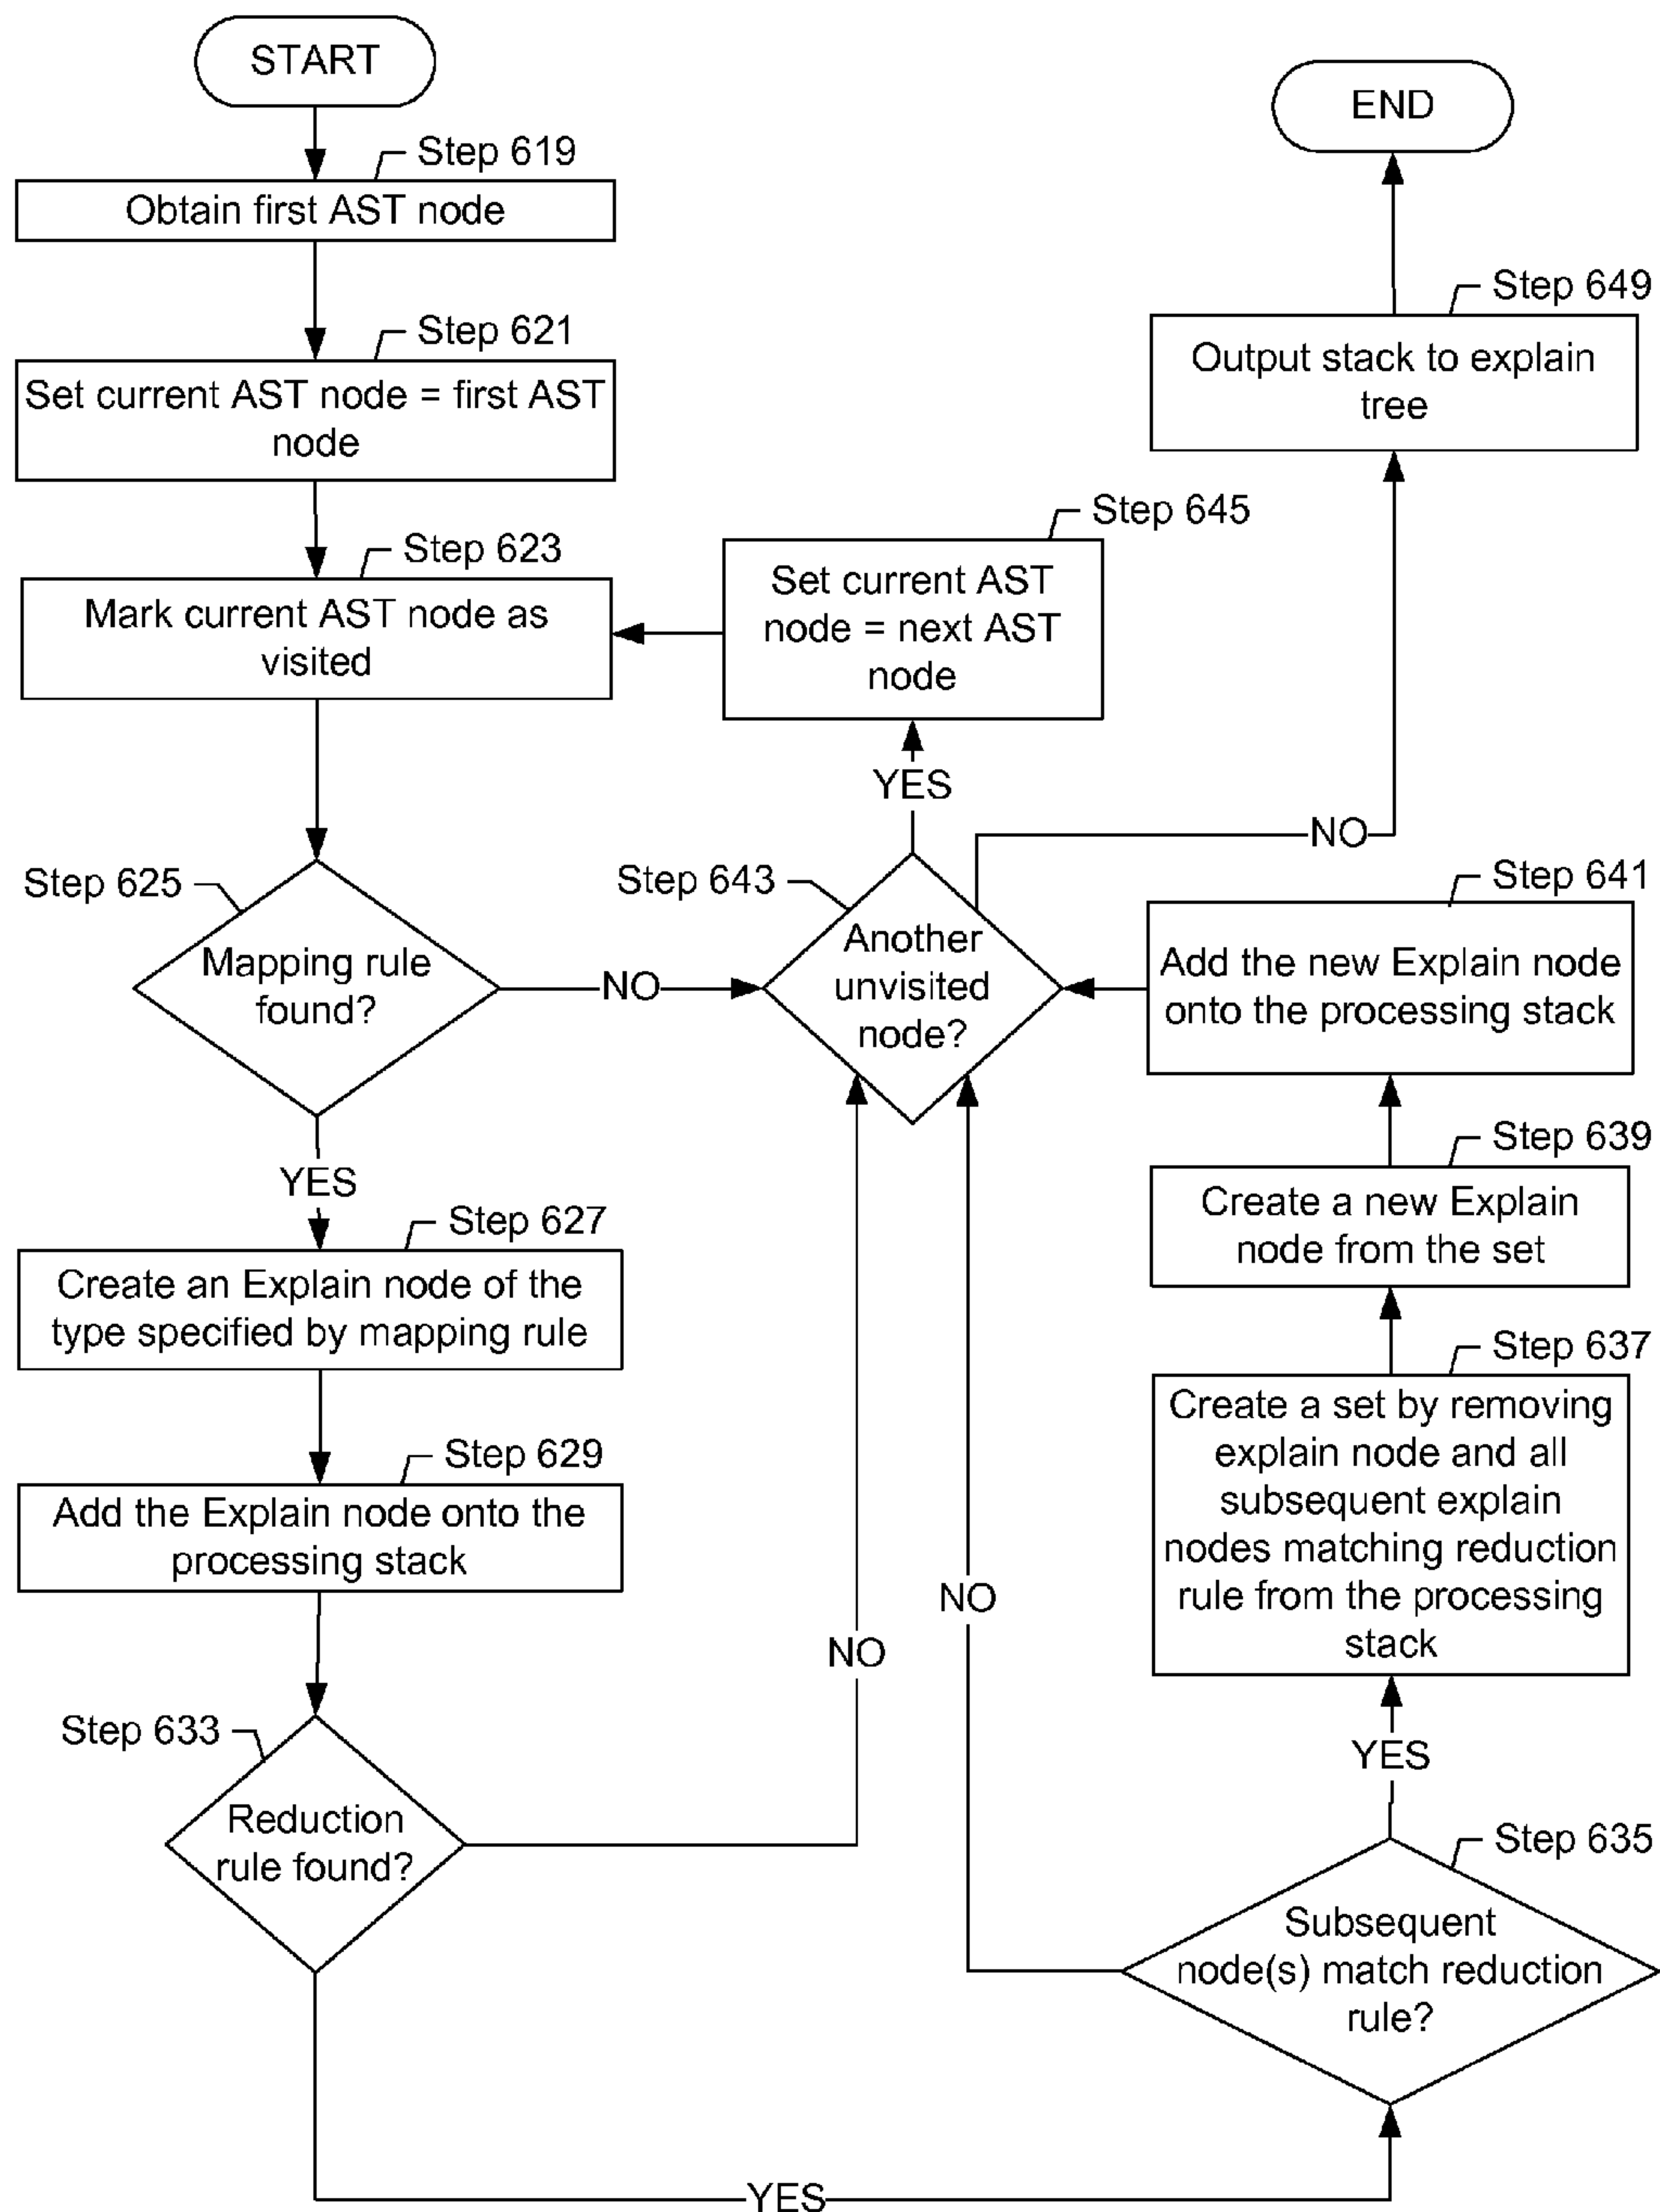 START
Step 619
Obtain first AST node
Step 621
Set current AST node = first AST
node
Step 623
Mark current AST node as
visited
Step 625
Mapping rule
found?
NO
YES
Step 627
Create an Explain node of the
type specified by mapping rule
Step 629
Add the Explain node onto the
processing stack
Step 633
Reduction
rule found?
NO
YES
Step 645
Set current AST
node = next AST
node
YES
Step 643
Another
unvisited
node?
NO
NO
END
Step 649
Output stack to explain
tree
Step 641
Add the new Explain node
onto the processing stack
Step 639
Create a new Explain
node from the set
Step 637
Create a set by removing
explain node and all
subsequent explain
nodes matching reduction
rule from the processing
stack
YES
Step 635
Subsequent
node(s) match reduction
rule?